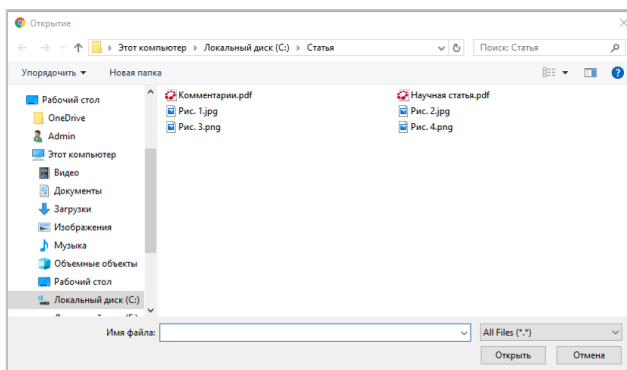 Открытие
Этот компьютер > Локальный диск (C:) > Статья
Поиск: Статья
Упорядочить
Новая папка
Рабочий стол
OneDrive
Admin
Этот компьютер
Видео
Документы
Загрузки
Изображения
Музыка
Объемные объекты
Рабочий стол
Локальный диск (C:)
Комментарии.pdf
Научная статья.pdf
Рис. 1.jpg
Рис. 2.jpg
Рис. 3.png
Рис. 4.png
Имя файла:
All Files (*.*)
Открыть
Отмена